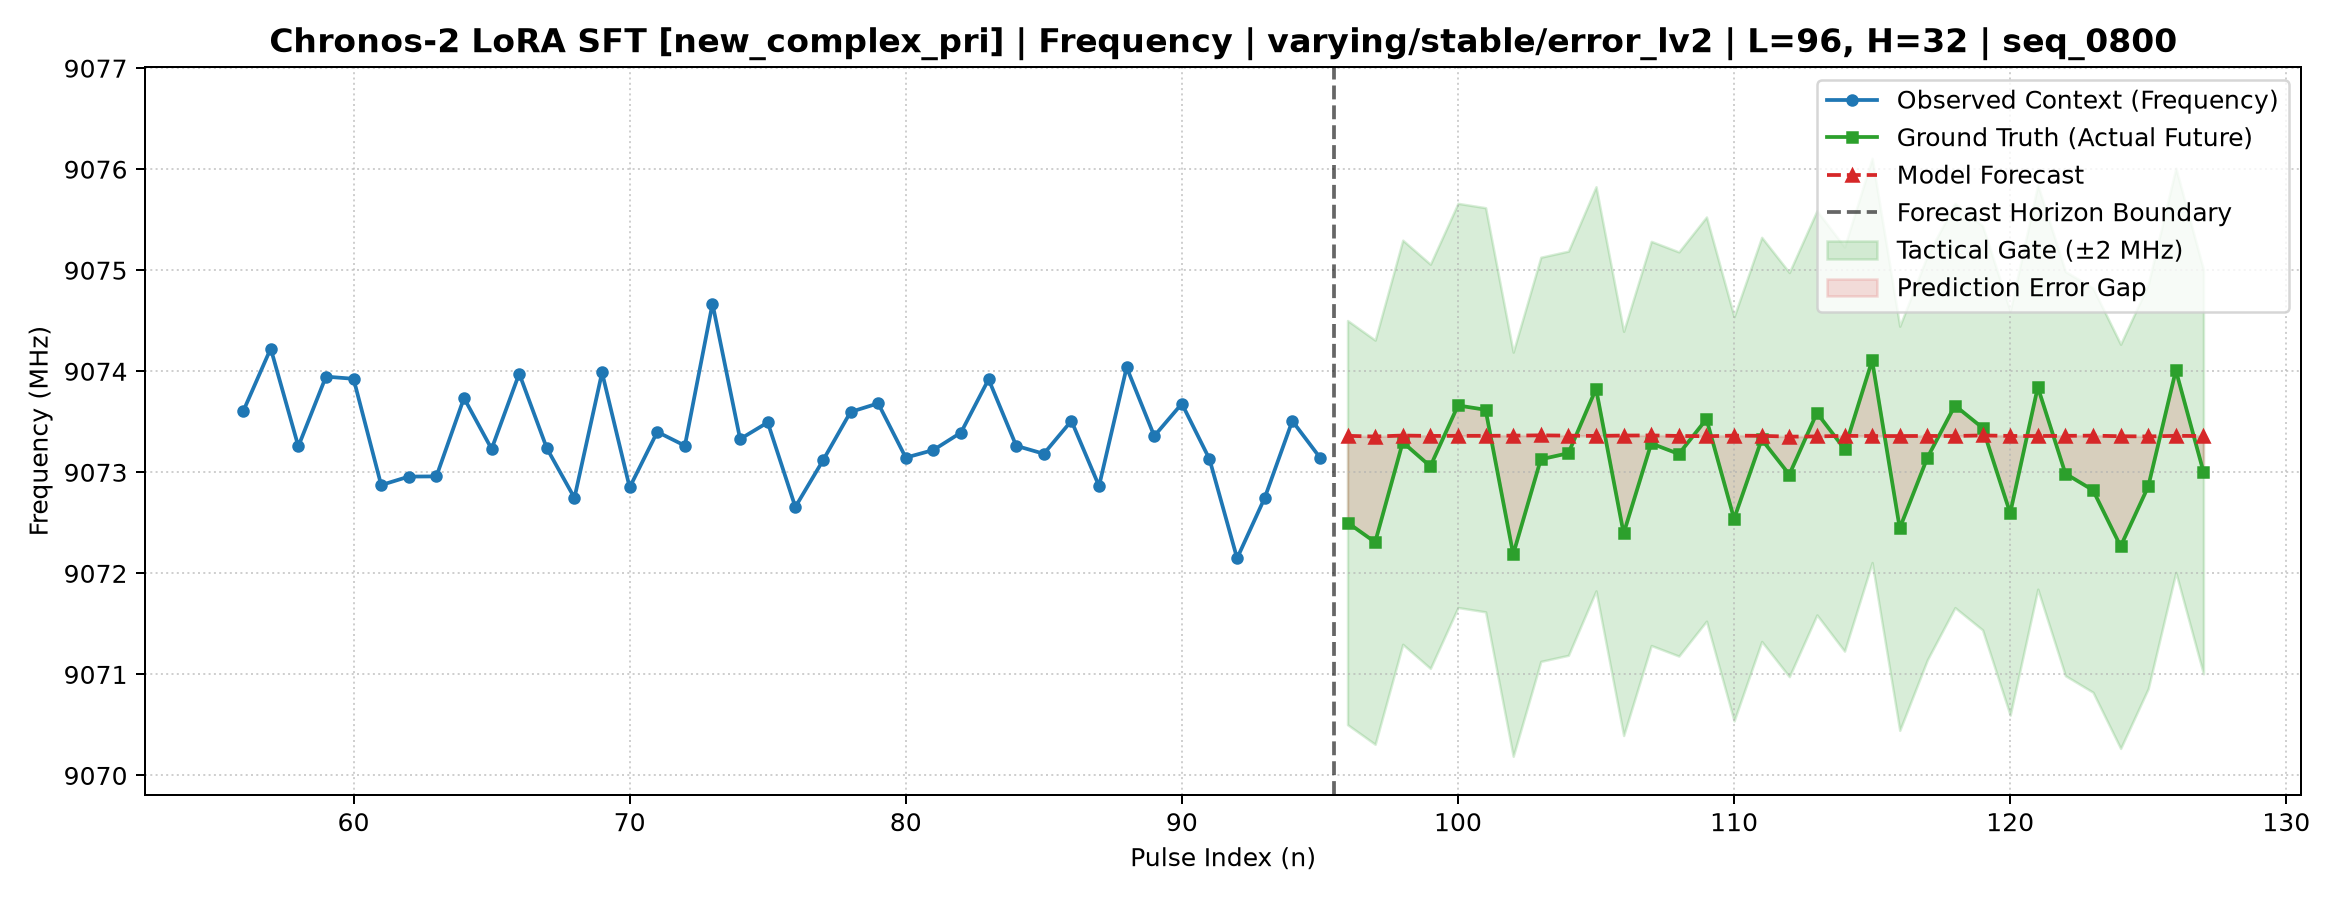 Chronos-2 LoRA SFT [new_complex_pri] | Frequency | varying/stable/error_lv2 | L=96, H=32 | seq_0800
9077
9076
9075
9074
9073
9072
9071
9070
Frequency (MHz)
Observed Context (Frequency)
Ground Truth (Actual Future)
Model Forecast
Forecast Horizon Boundary
Tactical Gate (±2 MHz)
Prediction Error Gap
60 70 80 90 100 110 120 130
Pulse Index (n)